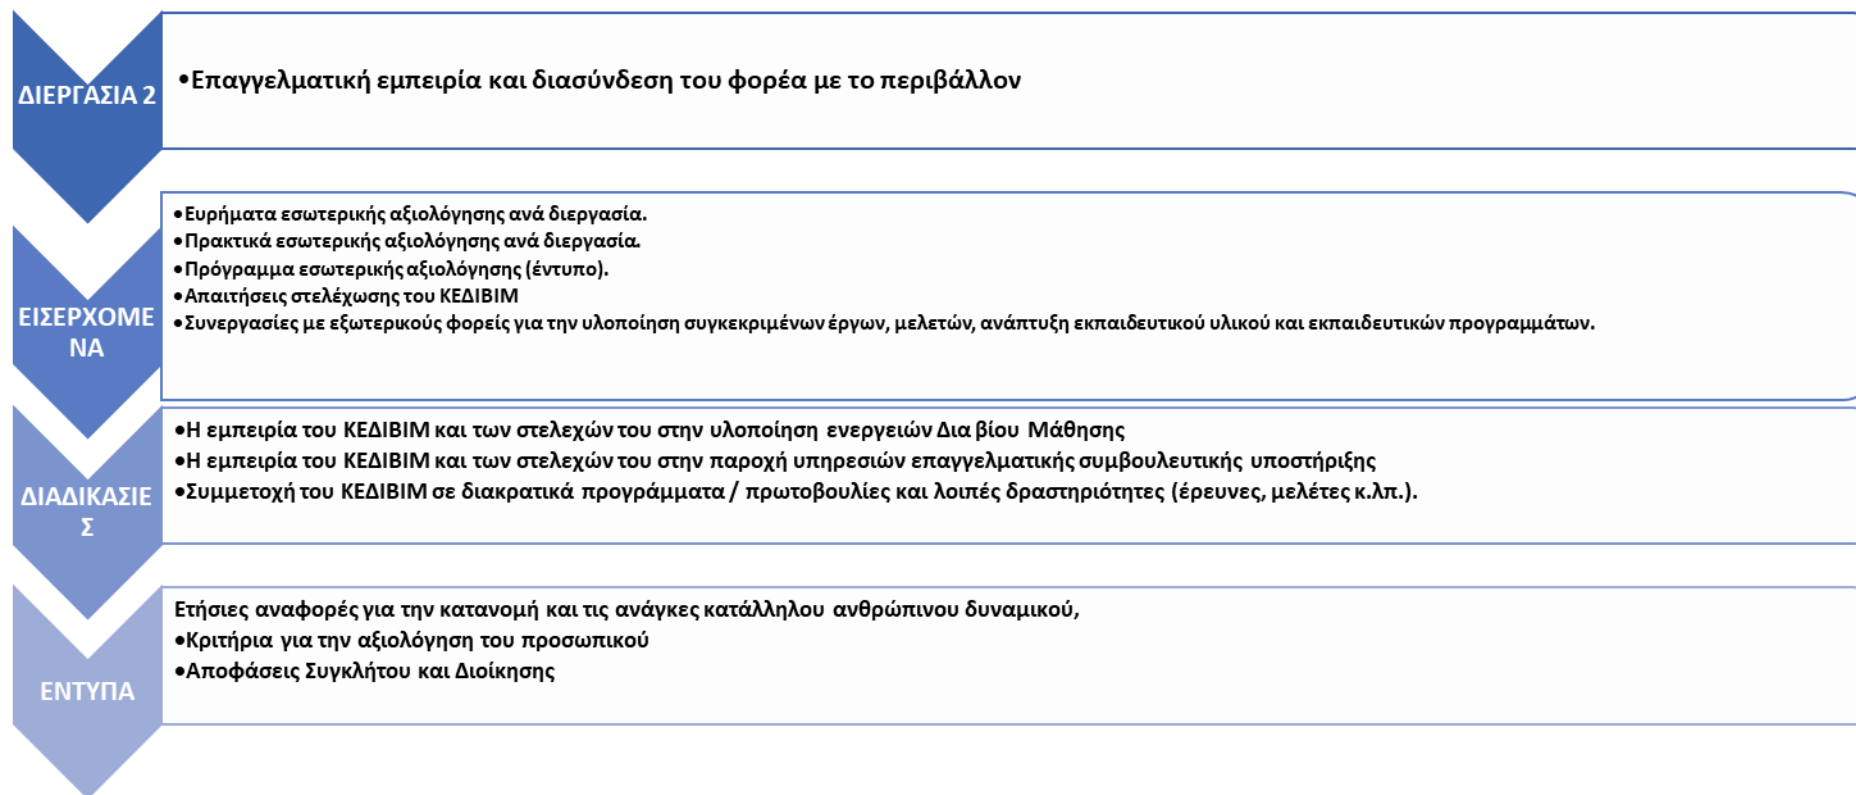 ΔΙΕΡΓΑΣΙΑ 2
•Επαγγελματική εμπειρία και διασύνδεση του φορέα με το περιβάλλον
ΕΙΣΕΡΧΟΜΕ
ΝΑ
•Ευρήματα εσωτερικής αξιολόγησης ανά διεργασία.
•Πρακτικά εσωτερικής αξιολόγησης ανά διεργασία.
•Πρόγραμμα εσωτερικής αξιολόγησης (έντυπο).
•Απαιτήσεις στελέχωσης του ΚΕΔΙΒΙΜ
•Συνεργασίες με εξωτερικούς φορείς για την υλοποίηση συγκεκριμένων έργων, μελετών, ανάπτυξη εκπαιδευτικού υλικού και εκπαιδευτικών προγραμμάτων.
ΔΙΑΔΙΚΑΣΙΕ
Σ
•Η εμπειρία του ΚΕΔΙΒΙΜ και των στελεχών του στην υλοποίηση ενεργειών Δια βίου Μάθησης
•Η εμπειρία του ΚΕΔΙΒΙΜ και των στελεχών του στην παροχή υπηρεσιών επαγγελματικής συμβουλευτικής υποστήριξης
•Συμμετοχή του ΚΕΔΙΒΙΜ σε διακρατικά προγράμματα / πρωτοβουλίες και λοιπές δραστηριότητες (έρευνες, μελέτες κ.λπ.).
ΕΝΤΥΠΑ
Ετήσιες αναφορές για την κατανομή και τις ανάγκες κατάλληλου ανθρώπινου δυναμικού,
•Κριτήρια για την αξιολόγηση του προσωπικού
•Αποφάσεις Συγκλήτου και Διοίκησης